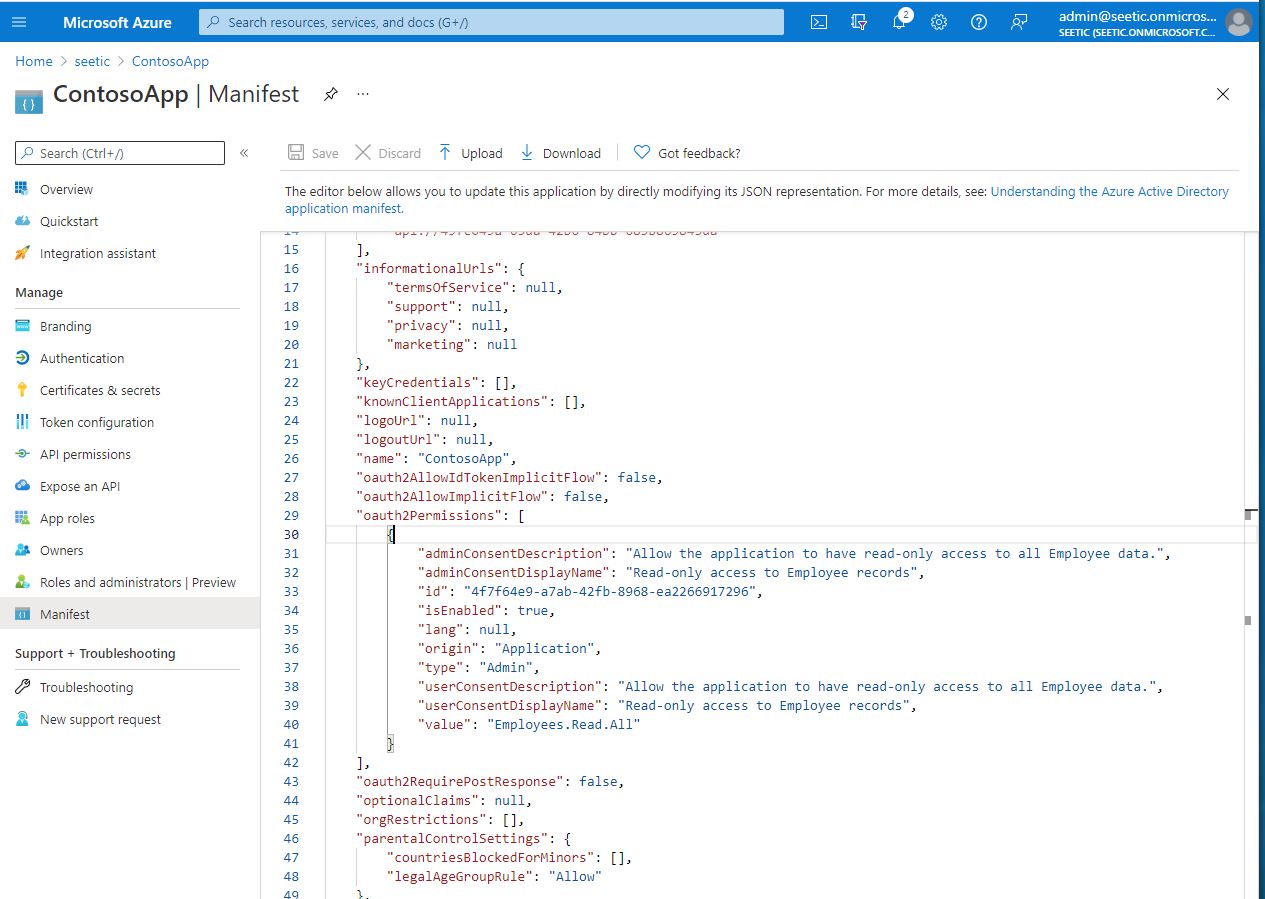 Microsoft Azure
Search resources, services, and docs (G+/)
2
admin@seetic.onmicros...
SEETIC (SEETIC.ONMICROSOFT.C...
Home > seetic > ContosoApp
ContosoApp | Manifest
Search (Ctrl+/)
Save Discard Upload Download Got feedback?
Overview
Quickstart
Integration assistant
Manage
Branding
Authentication
Certificates & secrets
Token configuration
API permissions
Expose an API
App roles
Owners
Roles and administrators | Preview
Manifest
Support + Troubleshooting
Troubleshooting
New support request
The editor below allows you to update this application by directly modifying its JSON representation. For more details, see: Understanding the Azure Active Directory
application manifest.
14
15 ],
16 "informationalUrls": {
17 "termsOfService": null,
18 "support": null,
19 "privacy": null,
20 "marketing": null
21 },
22 "keyCredentials": [],
23 "knownClientApplications": [],
24 "logoUrl": null,
25 "logoutUrl": null,
26 "name": "ContosoApp",
27 "oauth2AllowIdTokenImplicitFlow": false,
28 "oauth2AllowImplicitFlow": false,
29 "oauth2Permissions": [
30 {
31 "adminConsentDescription": "Allow the application to have read-only access to all Employee data.",
32 "adminConsentDisplayName": "Read-only access to Employee records",
33 "id": "4f7f64e9-a7ab-42fb-8968-ea2266917296",
34 "isEnabled": true,
35 "lang": null,
36 "origin": "Application",
37 "type": "Admin",
38 "userConsentDescription": "Allow the application to have read-only access to all Employee data.",
39 "userConsentDisplayName": "Read-only access to Employee records",
40 "value": "Employees.Read.All"
41 }
42 ],
43 "oauth2RequirePostResponse": false,
44 "optionalClaims": null,
45 "orgRestrictions": [],
46 "parentalControlSettings": {
47 "countriesBlockedForMinors": [],
48 "legalAgeGroupRule": "Allow"
49 },